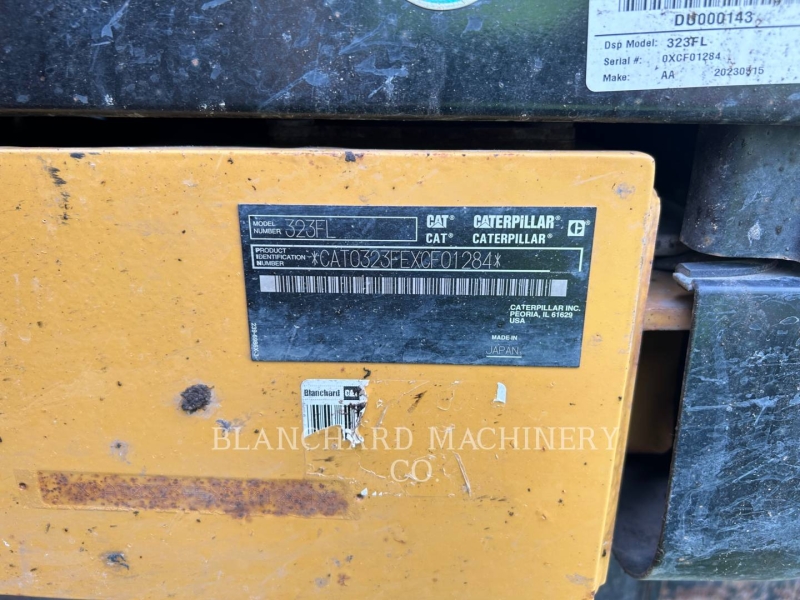 DU000143
Dsp Model: 323FL
Serial #: 0XCF01284
Make: AA 20230515
MODEL NUMBER 323FL
CAT® CATERPILLAR®
CAT® CATERPILLAR®
PRODUCT IDENTIFICATION NUMBER *CAT0323FEXCF01284*
CATERPILLAR INC.
PEORIA, IL 61629
USA
MADE IN
JAPAN
Blanchard
BLANCHARD MACHINERY
CO.